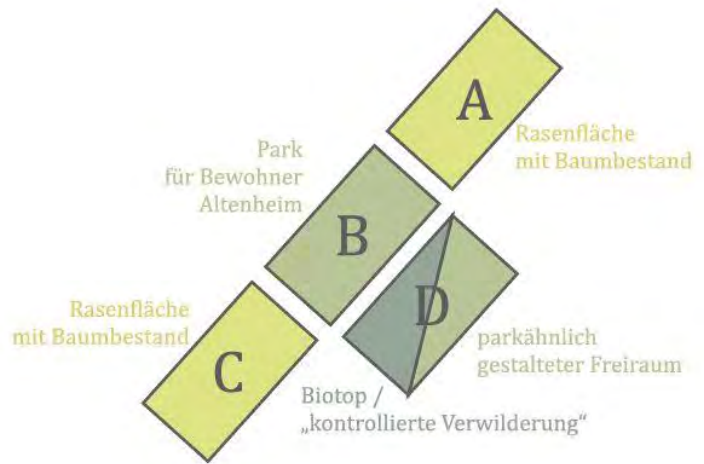 A
Rasenfläche
mit Baumbestand
Park
für Bewohner
Altenheim
B
D
parkähnlich
gestalteter Freiraum
Rasenfläche
mit Baumbestand
C
Biotop /
„kontrollierte Verwilderung“